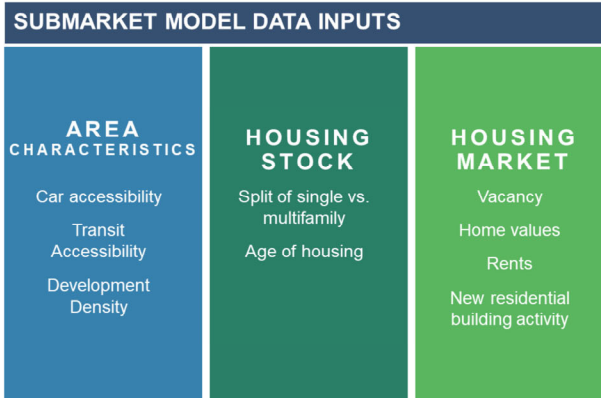 SUBMARKET MODEL DATA INPUTS
AREA
CHARACTERISTICS
Car accessibility
Transit
Accessibility
Development
Density
HOUSING
STOCK
Split of single vs.
multifamily
Age of housing
HOUSING
MARKET
Vacancy
Home values
Rents
New residential
building activity